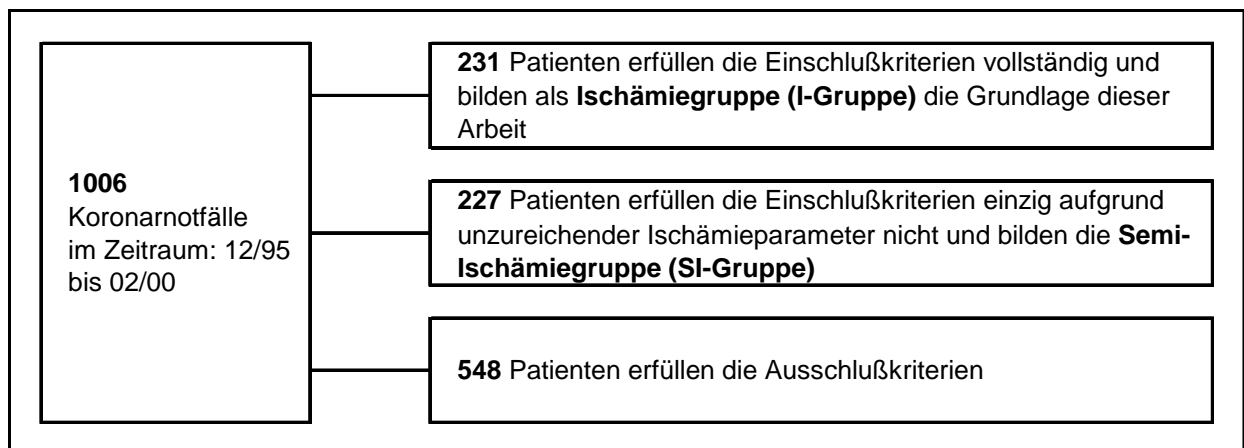 1006
Koronarnotfälle
im Zeitraum: 12/95
bis 02/00
231 Patienten erfüllen die Einschlußkriterien vollständig und
bilden als Ischämiegruppe (I-Gruppe) die Grundlage dieser
Arbeit
227 Patienten erfüllen die Einschlußkriterien einzig aufgrund
unzureichender Ischämieparameter nicht und bilden die Semi-
Ischämiegruppe (SI-Gruppe)
548 Patienten erfüllen die Ausschlußkriterien